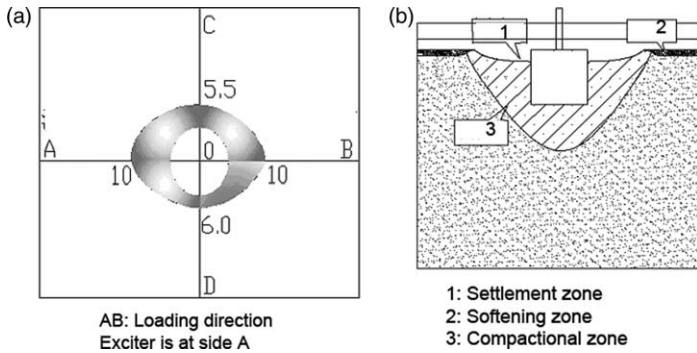 (a)
C
5.5
A
0
B
10
10
6.0
D
AB: Loading direction
Exciter is at side A
(b)
1
2
3
1: Settlement zone
2: Softening zone
3: Compactional zone